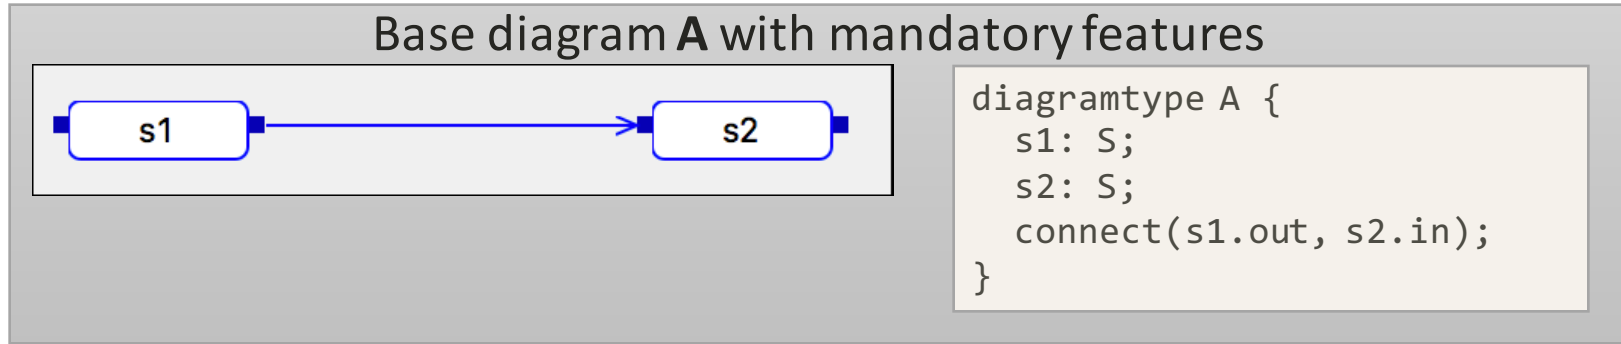 Base diagram A with mandatory features
s1
s2
diagramtype A {
  s1: S;
  s2: S;
  connect(s1.out, s2.in);
}